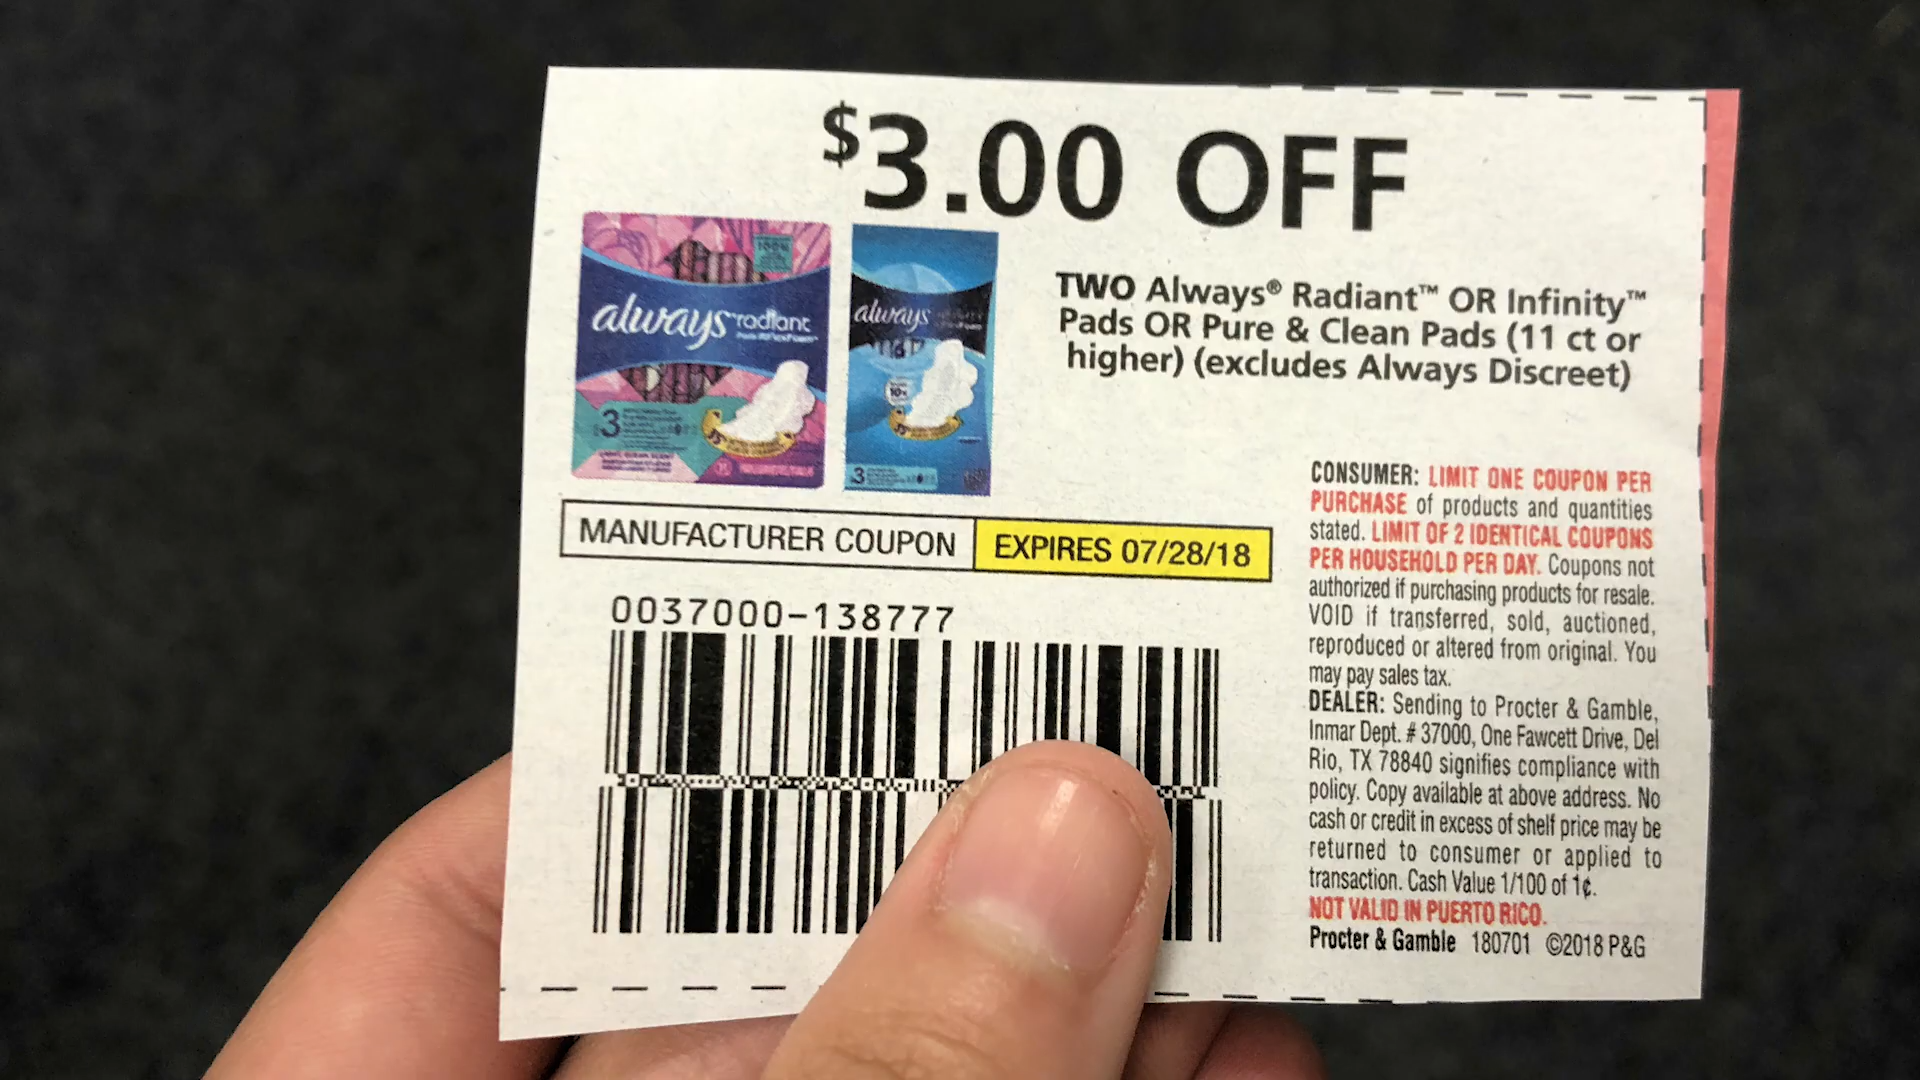 $3.00 OFF
always radiant
always
3
3
TWO Always® Radiant™ OR Infinity™
Pads OR Pure & Clean Pads (11 ct or
higher) (excludes Always Discreet)
MANUFACTURER COUPON
EXPIRES 07/28/18
0037000-138777
CONSUMER: LIMIT ONE COUPON PER
PURCHASE of products and quantities
stated. LIMIT OF 2 IDENTICAL COUPONS
PER HOUSEHOLD PER DAY. Coupons not
authorized if purchasing products for resale.
VOID if transferred, sold, auctioned,
reproduced or altered from original. You
may pay sales tax.
DEALER: Sending to Procter & Gamble,
Inmar Dept. # 37000, One Fawcett Drive, Del
Rio, TX 78840 signifies compliance with
policy. Copy available at above address. No
cash or credit in excess of shelf price may be
returned to consumer or applied to
transaction. Cash Value 1/100 of 1¢.
NOT VALID IN PUERTO RICO.
Procter & Gamble 180701 ©2018 P&G